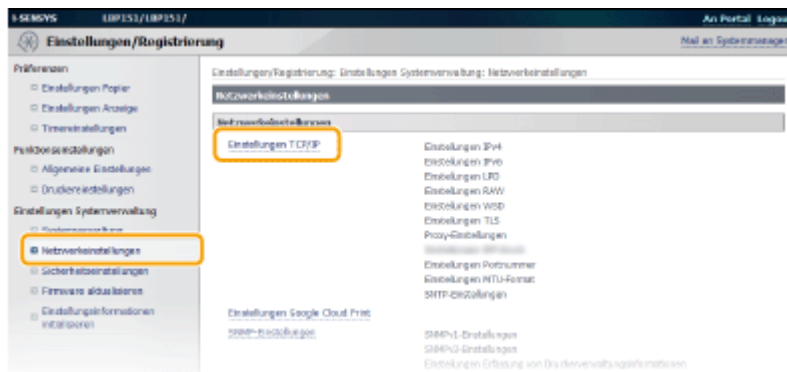 i-SENSYS LBP151/LBP151/ An Portal Logou
Einstellungen/Registrierung Mail an Systemmanager
Präferenzen
Einstellungen Papier
Einstellungen Anzeige
Timereinstellungen
Funktionseinstellungen
Allgemeine Einstellungen
Druckereinstellungen
Einstellungen Systemverwaltung
Systemverwaltung
Netzwerkeinstellungen
Sicherheitseinstellungen
Firmware aktualisieren
Einstellungsinformationen
initialisieren
Einstellungen/Registrierung: Einstellungen Systemverwaltung: Netzwerkeinstellungen
Netzwerkeinstellungen
Netzwerkeinstellungen
Einstellungen TCP/IP
Einstellungen IPv4
Einstellungen IPv6
Einstellungen LPD
Einstellungen RAW
Einstellungen WSD
Einstellungen TLS
Proxy-Einstellungen
Einstellungen Portnummer
Einstellungen MTU-Format
SNTP-Einstellungen
Einstellungen Google Cloud Print
SNMP-Einstellungen
SNMPv1-Einstellungen
SNMPv3-Einstellungen
Einstellungen Erfassung von Druckerverwaltungsinformationen